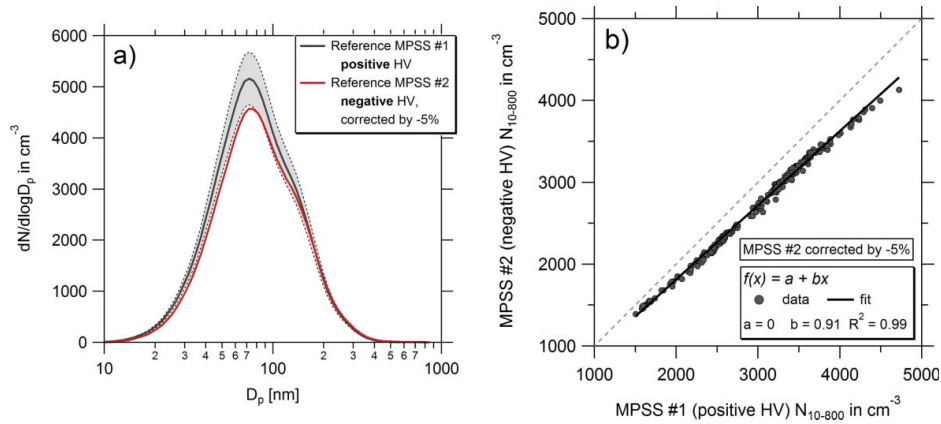 a)
Reference MPSS #1
positive HV
Reference MPSS #2
negative HV,
corrected by -5%
6000
5000
4000
3000
2000
1000
0
dN/dlogDp in cm-3
10
2
3
4
5
6
7
100
2
3
4
5
6
7
1000
Dp [nm]
b)
5000
4000
3000
2000
1000
MPSS #2 (negative HV) N10-800 in cm-3
MPSS #2 corrected by -5%
f(x) = a + bx
data fit
a = 0 b = 0.91 R2 = 0.99
1000
2000
3000
4000
5000
MPSS #1 (positive HV) N10-800 in cm-3